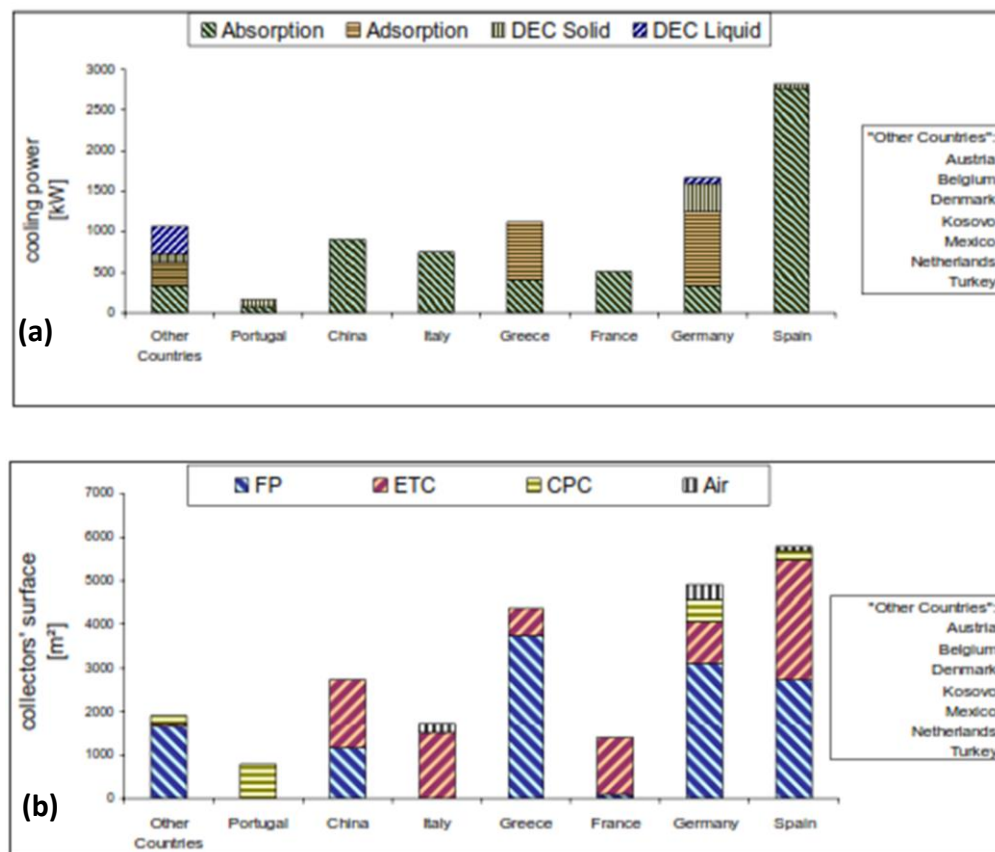 Absorption Adsorption DEC Solid DEC Liquid
3000
2500
2000
1500
1000
500
0
cooling power
[kW]
Other Portugal China Italy Greece France Germany Spain
Countries
"Other Countries":
Austria
Belgium
Denmark
Kosovo
Mexico
Netherlands
Turkey
(a)
FP ETC CPC Air
7000
6000
5000
4000
3000
2000
1000
0
collectors' surface
[m²]
Other Portugal China Italy Greece France Germany Spain
Countries
"Other Countries":
Austria
Belgium
Denmark
Kosovo
Mexico
Netherlands
Turkey
(b)